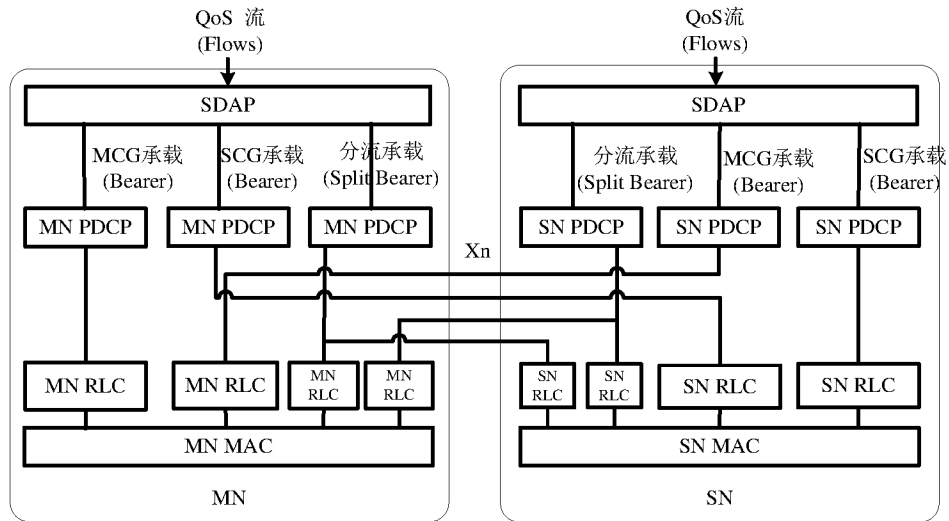 QoS 流
(Flows)
QoS流
(Flows)
SDAP
SDAP
MCG承载
(Bearer)
SCG承载
(Bearer)
分流承载
(Split Bearer)
分流承载
(Split Bearer)
MCG承载
(Bearer)
SCG承载
(Bearer)
MN PDCP
MN PDCP
MN PDCP
SN PDCP
SN PDCP
SN PDCP
Xn
MN RLC
MN RLC
MN
RLC
MN
RLC
SN
RLC
SN
RLC
SN RLC
SN RLC
MN MAC
SN MAC
MN
SN